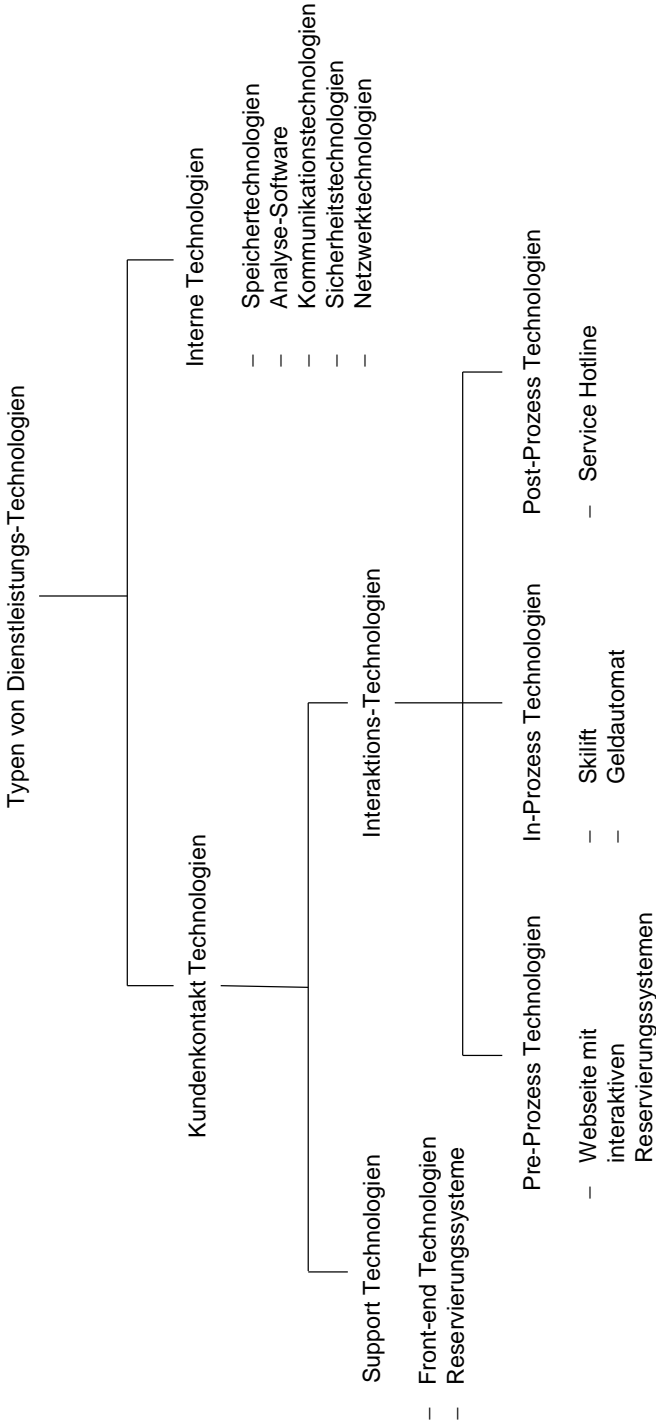 Typen von Dienstleistungs-Technologien
Kundenkontakt Technologien
Interne Technologien
– Speichertechnologien
– Analyse-Software
– Kommunikationstechnologien
– Sicherheitstechnologien
– Netzwerktechnologien
Support Technologien
– Front-end Technologien
– Reservierungssysteme
Interaktions-Technologien
Pre-Prozess Technologien
– Webseite mit
interaktiven
Reservierungssystemen
In-Prozess Technologien
– Skilift
– Geldautomat
Post-Prozess Technologien
– Service Hotline